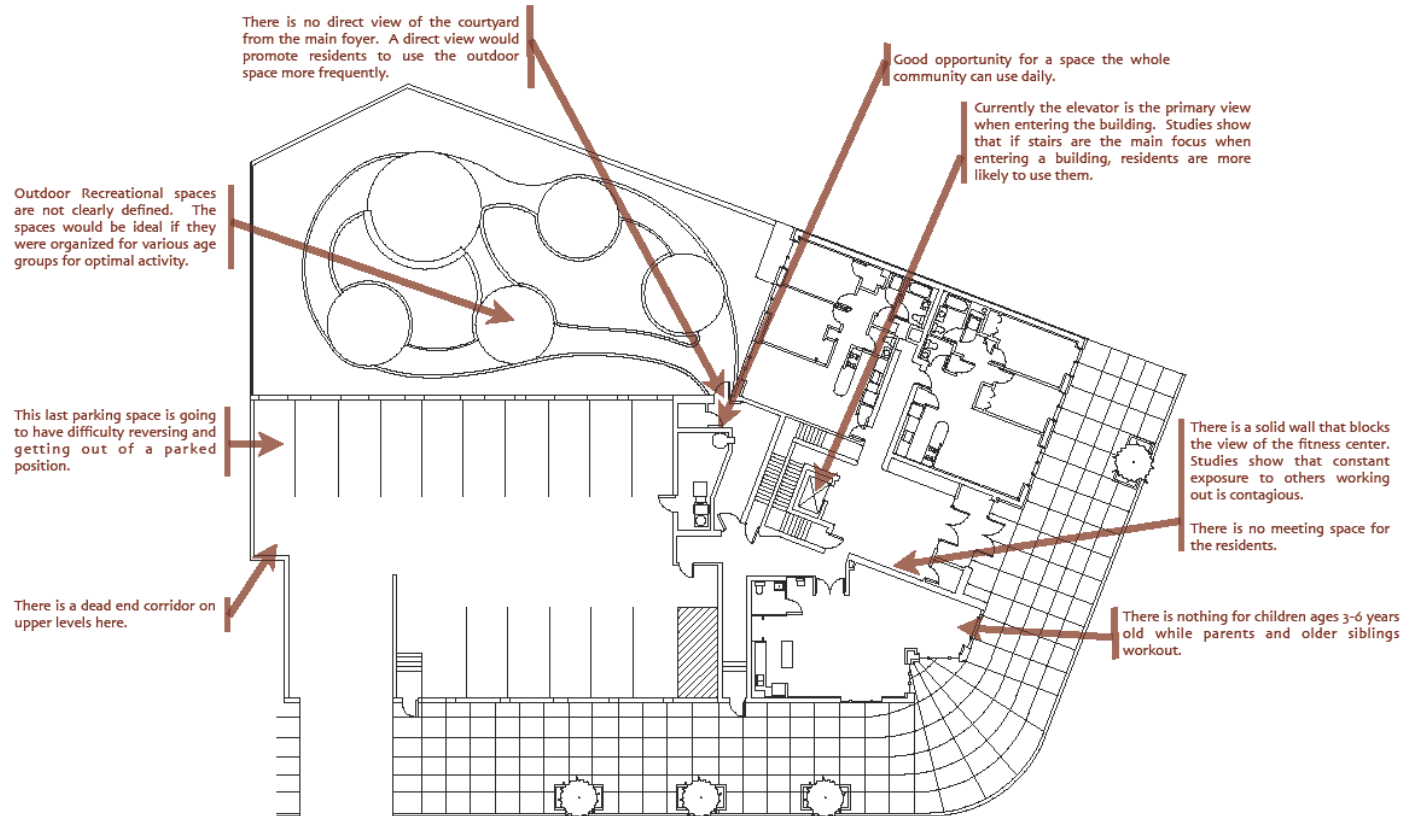 There is no direct view of the courtyard
from the main foyer. A direct view would
promote residents to use the outdoor
space more frequently.
Good opportunity for a space the whole
community can use daily.
Currently the elevator is the primary view
when entering the building. Studies show
that if stairs are the main focus when
entering a building, residents are more
likely to use them.
Outdoor Recreational spaces
are not clearly defined. The
spaces would be ideal if they
were organized for various age
groups for optimal activity.
This last parking space is going
to have difficulty reversing and
getting out of a parked
position.
There is a solid wall that blocks
the view of the fitness center.
Studies show that constant
exposure to others working
out is contagious.
There is no meeting space for
the residents.
There is a dead end corridor on
upper levels here.
There is nothing for children ages 3-6 years
old while parents and older siblings
workout.